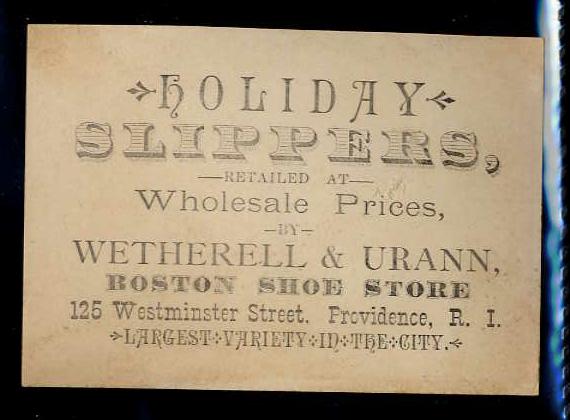 HOLIDAY
SLIPPERS,
—RETAILED AT—
Wholesale Prices,
—BY—
WETHERELL & URANN,
BOSTON SHOE STORE
125 Westminster Street. Providence, R. I.
LARGEST VARIETY IN THE CITY.